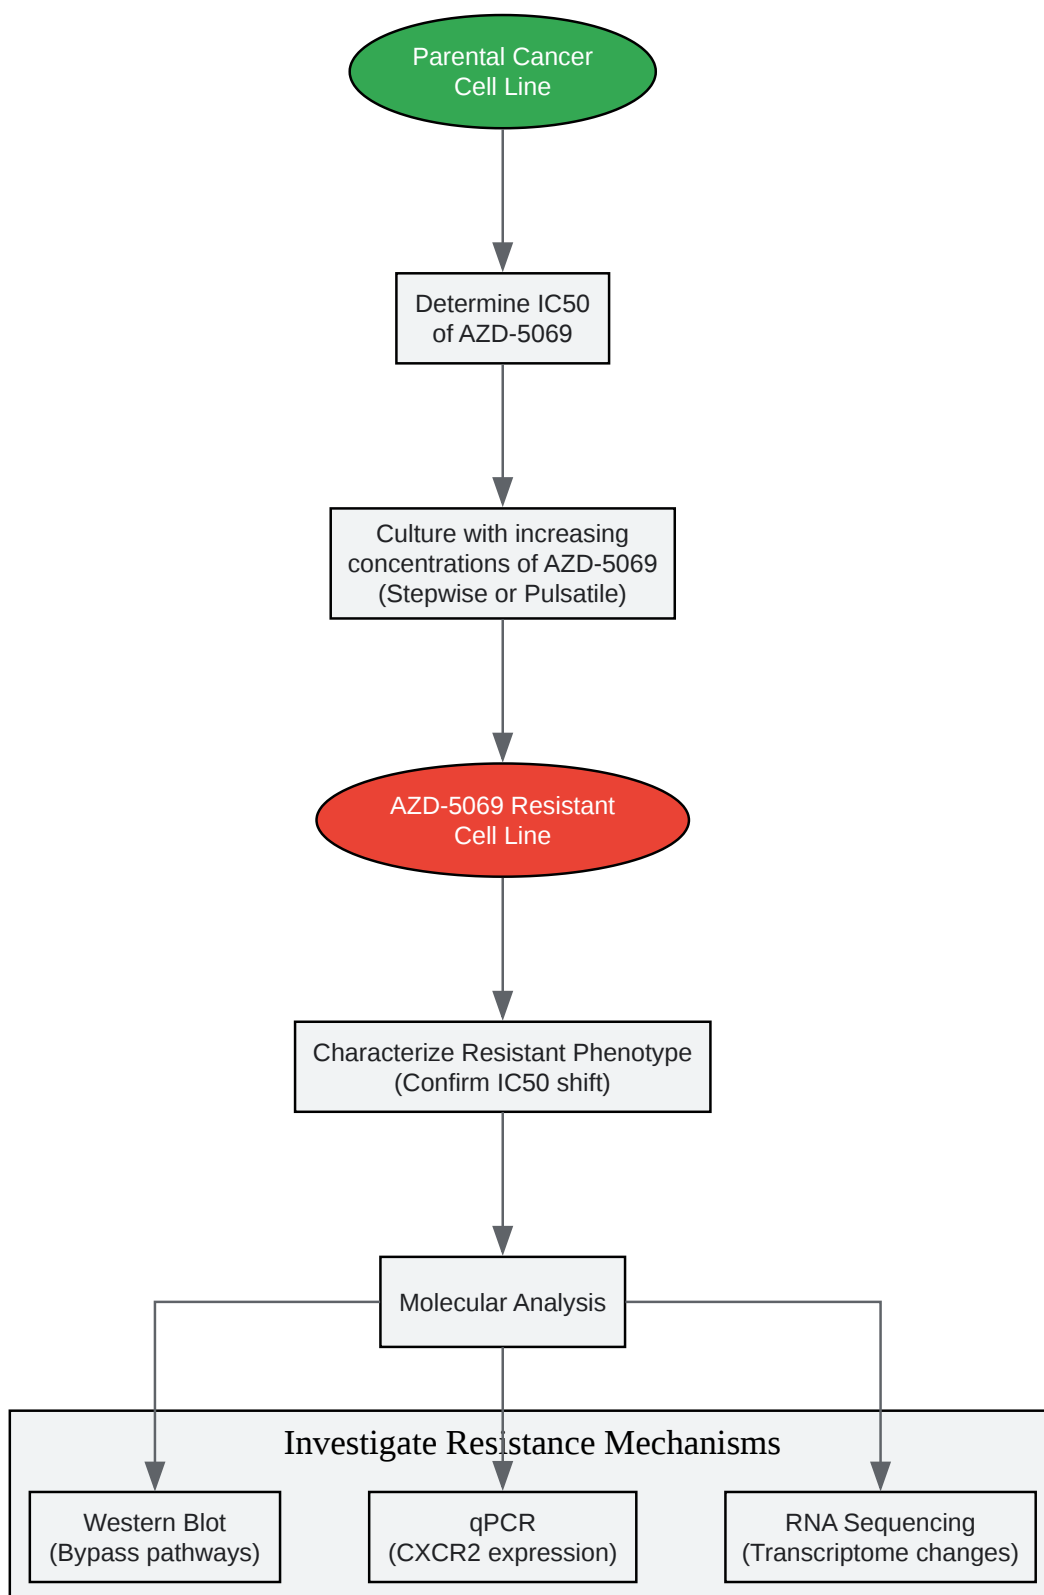 Parental Cancer
Cell Line
Determine IC50
of AZD-5069
Culture with increasing
concentrations of AZD-5069
(Stepwise or Pulsatile)
AZD-5069 Resistant
Cell Line
Characterize Resistant Phenotype
(Confirm IC50 shift)
Molecular Analysis
Investigate Resistance Mechanisms
Western Blot
(Bypass pathways)
qPCR
(CXCR2 expression)
RNA Sequencing
(Transcriptome changes)